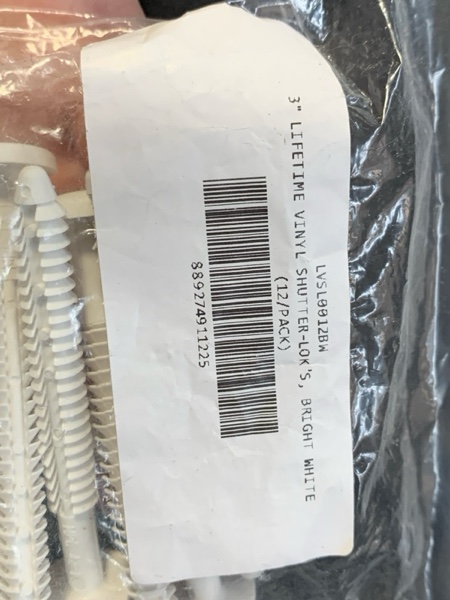 LVSL0012BW
3" LIFETIME VINYL SHUTTER-LOK'S, BRIGHT WHITE
(12/PACK)
889274911225